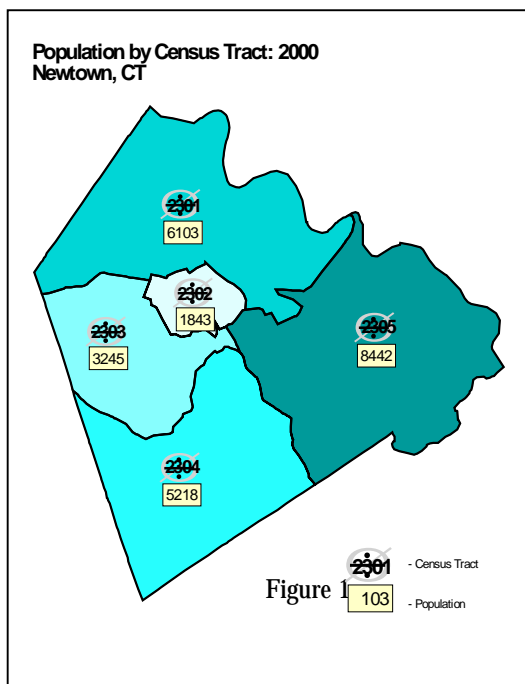 Population by Census Tract: 2000
Newtown, CT
2301
6103
2302
1843
2303
3245
2305
8442
2304
5218
2301 - Census Tract
Figure 1
103 - Population